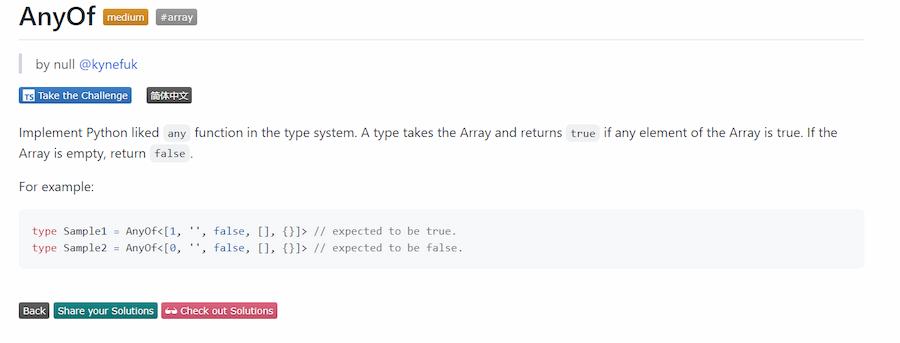 AnyOf medium #array
by null @kynefuk
TS Take the Challenge 简体中文
Implement Python liked any function in the type system. A type takes the Array and returns true if any element of the Array is true. If the
Array is empty, return false.
For example:
type Sample1 = AnyOf<[1, '', false, [], {}]> // expected to be true.
type Sample2 = AnyOf<[0, '', false, [], {}]> // expected to be false.
Back Share your Solutions Check out Solutions